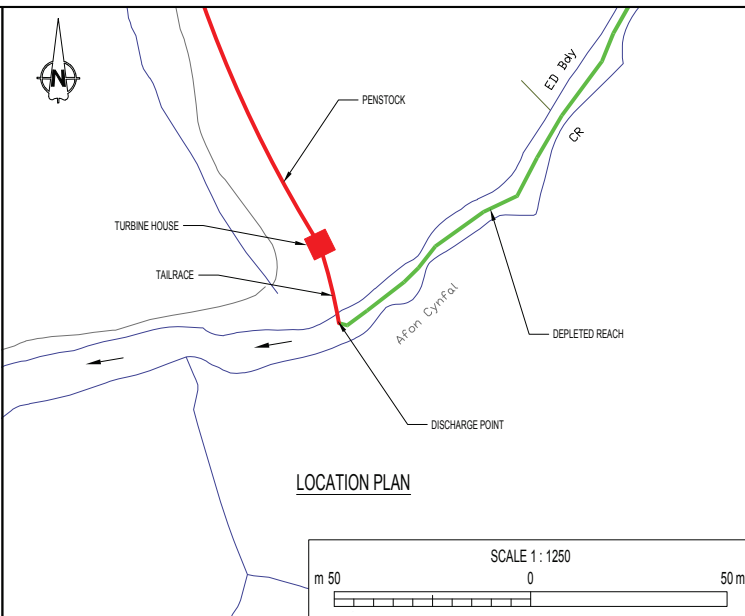 N
PENSTOCK
ED Bdy
CR
TURBINE HOUSE
TAILRACE
Afon Cynfal
DEPLETED REACH
DISCHARGE POINT
LOCATION PLAN
SCALE 1 : 1250
m 50 0 50 m